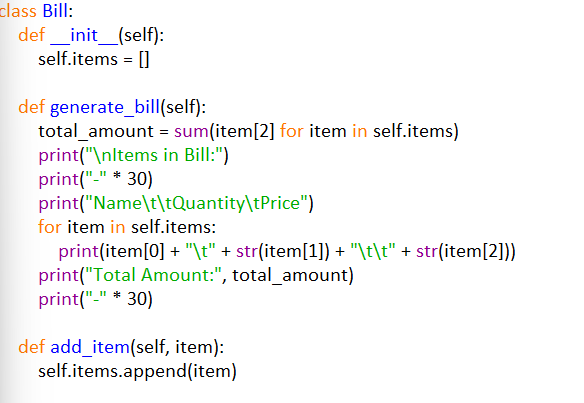 class Bill:
    def __init__(self):
        self.items = []

    def generate_bill(self):
        total_amount = sum(item[2] for item in self.items)
        print("\nItems in Bill:")
        print("-" * 30)
        print("Name\t\tQuantity\tPrice")
        for item in self.items:
            print(item[0] + "\t" + str(item[1]) + "\t\t" + str(item[2]))
        print("Total Amount:", total_amount)
        print("-" * 30)

    def add_item(self, item):
        self.items.append(item)